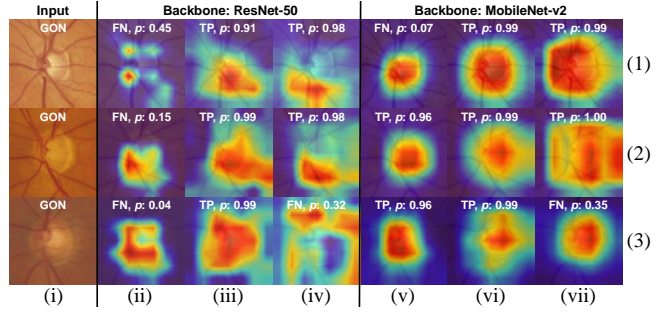 Input Backbone: ResNet-50 Backbone: MobileNet-v2
GON FN, p: 0.45 TP, p: 0.91 TP, p: 0.98 FN, p: 0.07 TP, p: 0.99 TP, p: 0.99
(1)
GON FN, p: 0.15 TP, p: 0.99 TP, p: 0.98 TP, p: 0.96 TP, p: 0.99 TP, p: 1.00
(2)
GON FN, p: 0.04 TP, p: 0.99 FN, p: 0.32 TP, p: 0.96 TP, p: 0.99 FN, p: 0.35
(3)
(i) (ii) (iii) (iv) (v) (vi) (vii)